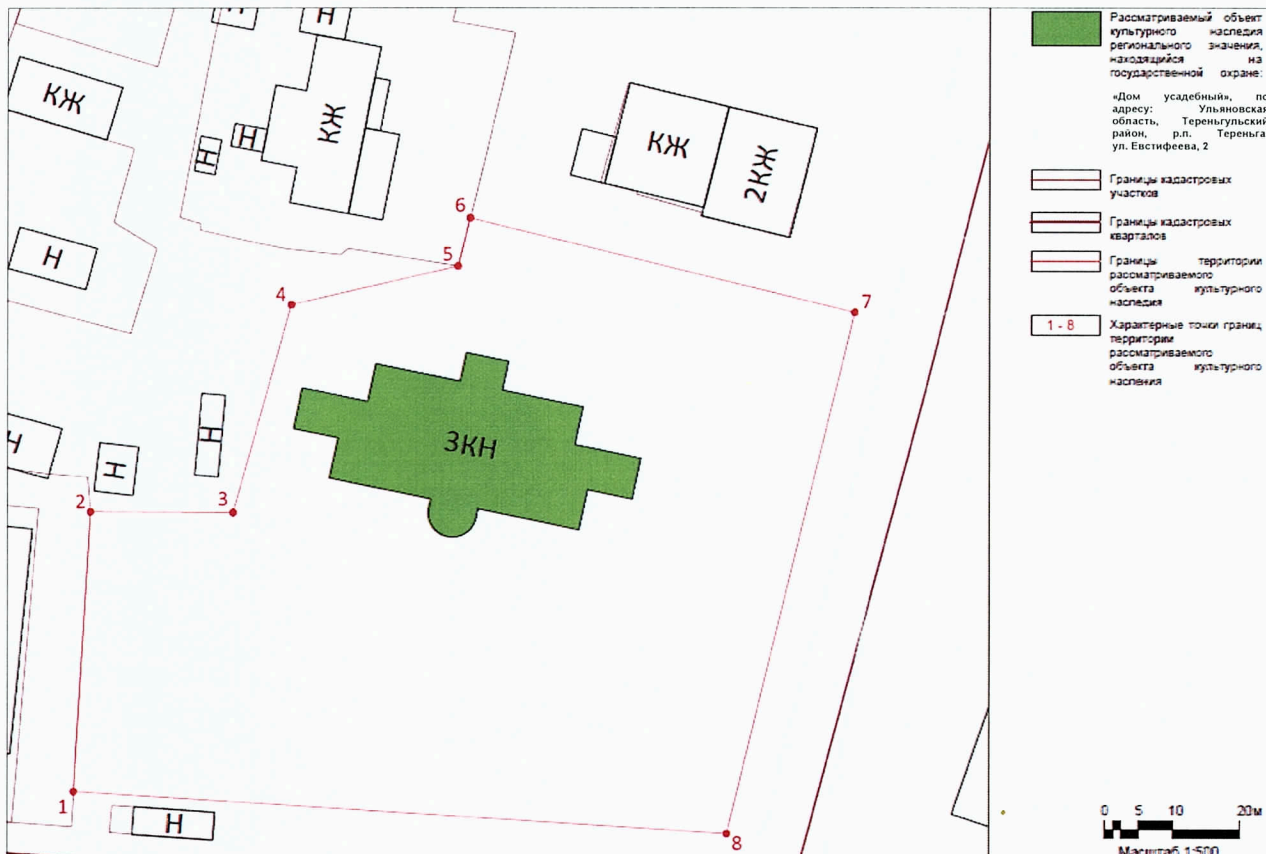 Н
Н
КЖ
КЖ
Н
Н
КЖ
2КЖ
6
5
Н
4
7
3КН
Н
Н
Н
2
3
1
Н
8
Рассматриваемый объект
культурного наследия
регионального значения,
находящийся на
государственной охране:
«Дом усадебный», по
адресу: Ульяновская
область, Тереньгульский
район, р.п. Тереньга
ул. Евстифеева, 2
Границы кадастровых
участков
Границы кадастровых
кварталов
Границы территории
рассматриваемого
объекта культурного
наследия
1 - 8
Характерные точки границ
территории
рассматриваемого
объекта культурного
наспения
0 5 10 20м
Масштаб 1:500